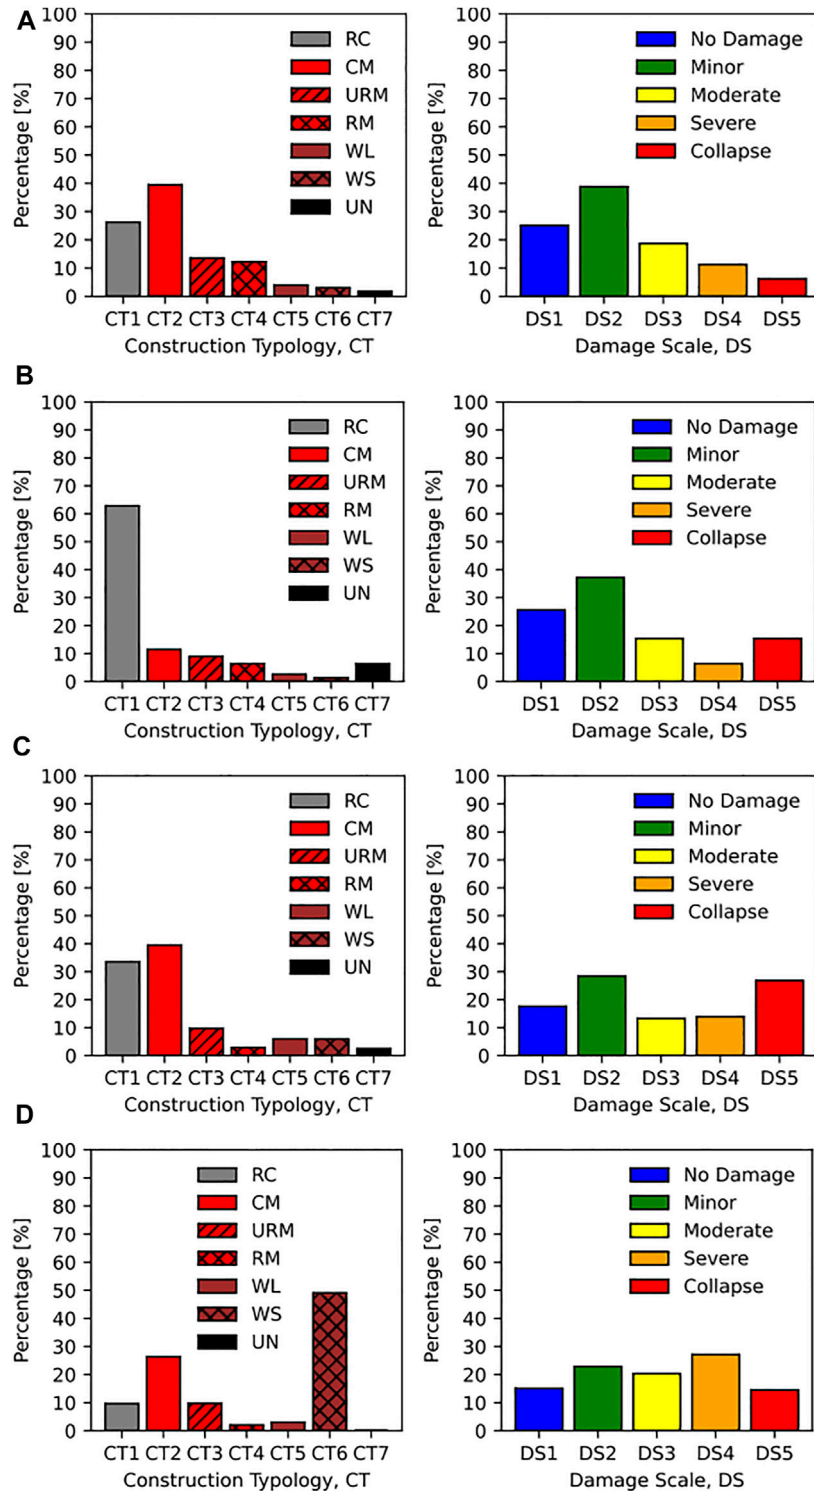 A
100
90
80
70
60
50
40
30
20
10
0
Percentage [%]
RC
CM
URM
RM
WL
WS
UN
CT1 CT2 CT3 CT4 CT5 CT6 CT7
Construction Typology, CT
100
90
80
70
60
50
40
30
20
10
0
Percentage [%]
No Damage
Minor
Moderate
Severe
Collapse
DS1 DS2 DS3 DS4 DS5
Damage Scale, DS
B
100
90
80
70
60
50
40
30
20
10
0
Percentage [%]
RC
CM
URM
RM
WL
WS
UN
CT1 CT2 CT3 CT4 CT5 CT6 CT7
Construction Typology, CT
100
90
80
70
60
50
40
30
20
10
0
Percentage [%]
No Damage
Minor
Moderate
Severe
Collapse
DS1 DS2 DS3 DS4 DS5
Damage Scale, DS
C
100
90
80
70
60
50
40
30
20
10
0
Percentage [%]
RC
CM
URM
RM
WL
WS
UN
CT1 CT2 CT3 CT4 CT5 CT6 CT7
Construction Typology, CT
100
90
80
70
60
50
40
30
20
10
0
Percentage [%]
No Damage
Minor
Moderate
Severe
Collapse
DS1 DS2 DS3 DS4 DS5
Damage Scale, DS
D
100
90
80
70
60
50
40
30
20
10
0
Percentage [%]
RC
CM
URM
RM
WL
WS
UN
CT1 CT2 CT3 CT4 CT5 CT6 CT7
Construction Typology, CT
100
90
80
70
60
50
40
30
20
10
0
Percentage [%]
No Damage
Minor
Moderate
Severe
Collapse
DS1 DS2 DS3 DS4 DS5
Damage Scale, DS